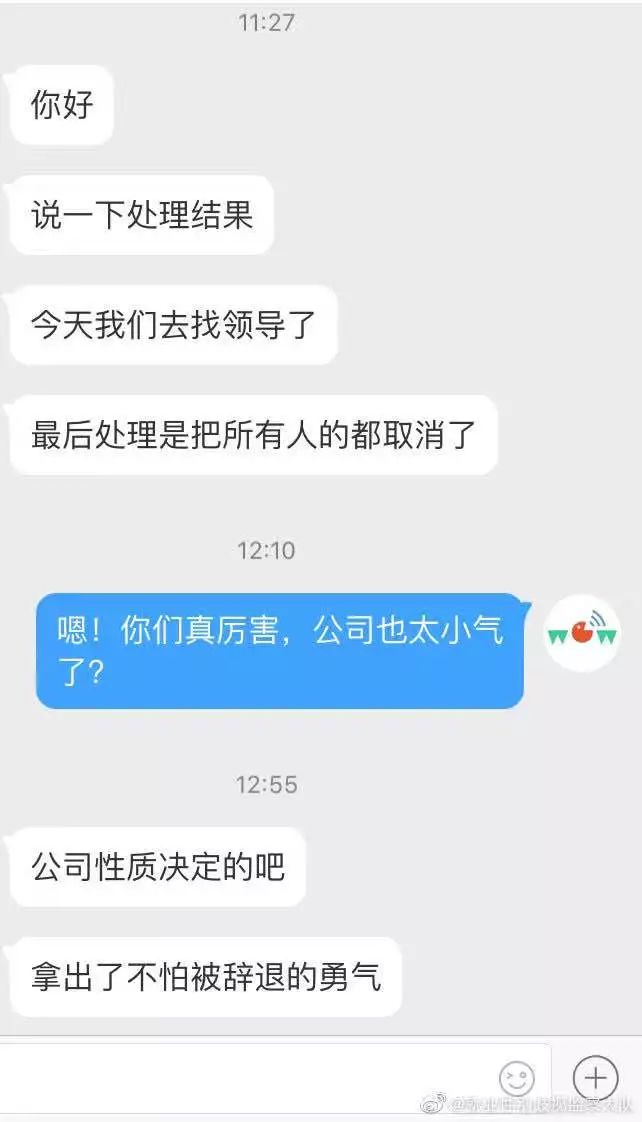 11:27
你好
说一下处理结果
今天我们去找领导了
最后处理是把所有人的都取消了
12:10
嗯！你们真厉害，公司也太小气
了？
WOW
12:55
公司性质决定的吧
拿出了不怕被辞退的勇气